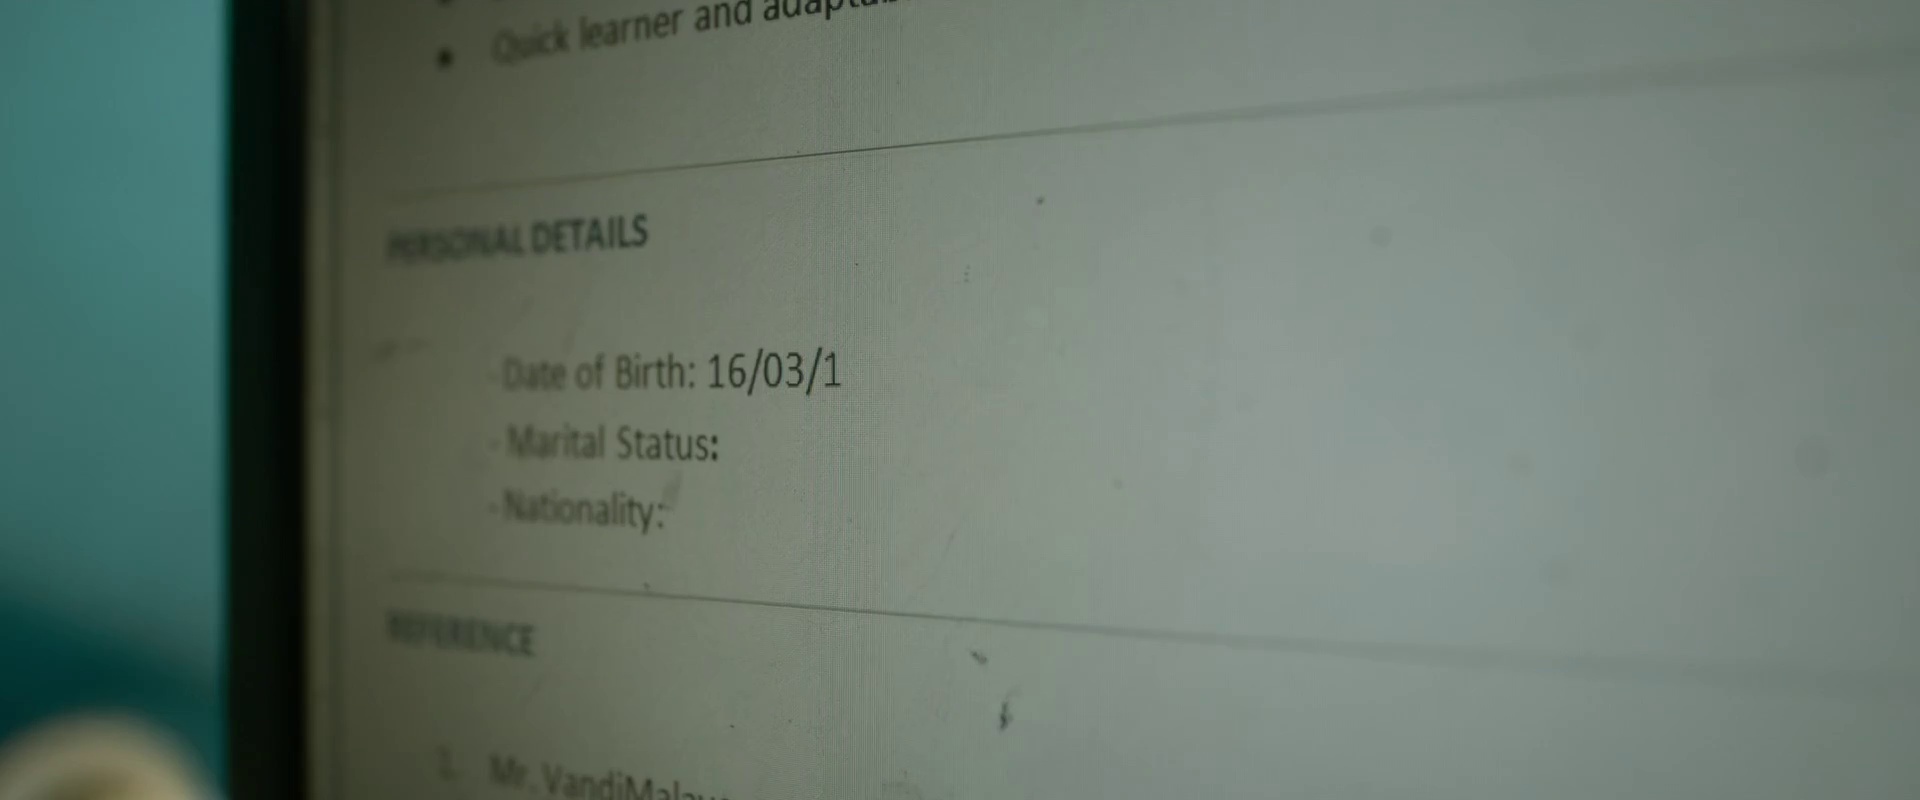 • Quick learner and
PERSONAL DETAILS
- Date of Birth: 16/03/1
- Marital Status:
- Nationality:
REFERENCE
1. Mr.